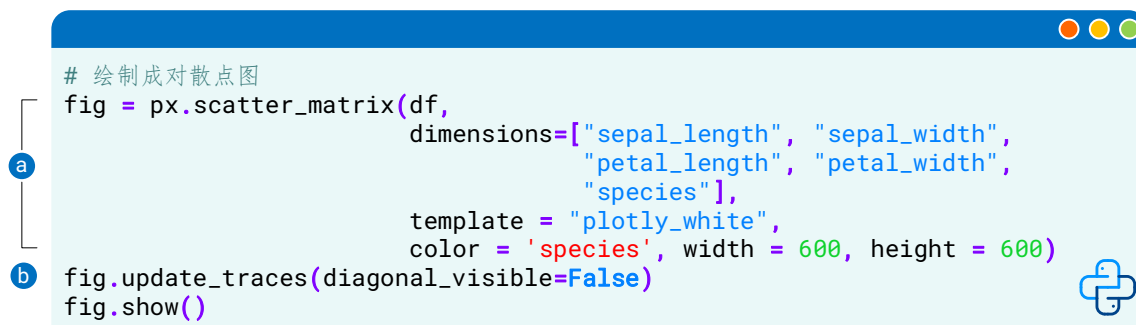 # 绘制成对散点图
fig = px.scatter_matrix(df,
dimensions=["sepal_length", "sepal_width",
"petal_length", "petal_width",
"species"],
template = "plotly_white",
a
color = 'species', width = 600, height = 600)
b
fig.update_traces(diagonal_visible=False)
fig.show()